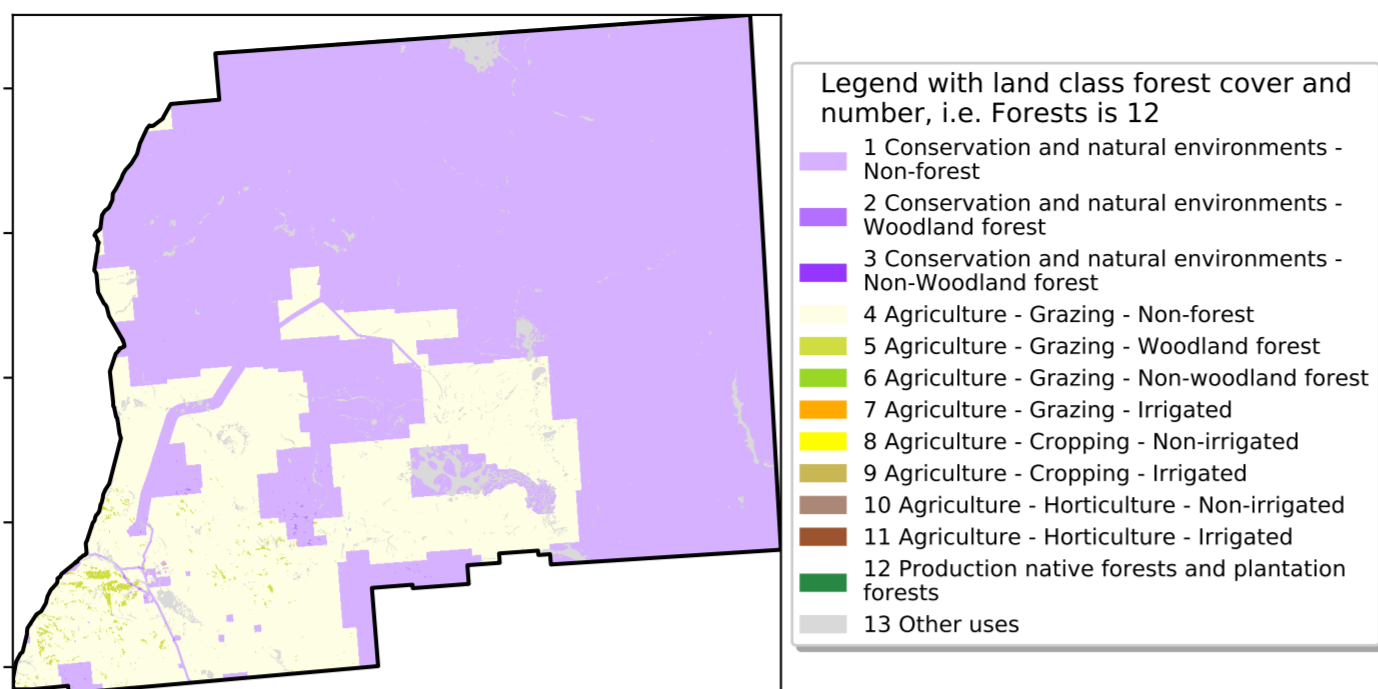 Legend with land class forest cover and
number, i.e. Forests is 12
1 Conservation and natural environments -
Non-forest
2 Conservation and natural environments -
Woodland forest
3 Conservation and natural environments -
Non-Woodland forest
4 Agriculture - Grazing - Non-forest
5 Agriculture - Grazing - Woodland forest
6 Agriculture - Grazing - Non-woodland forest
7 Agriculture - Grazing - Irrigated
8 Agriculture - Cropping - Non-irrigated
9 Agriculture - Cropping - Irrigated
10 Agriculture - Horticulture - Non-irrigated
11 Agriculture - Horticulture - Irrigated
12 Production native forests and plantation
forests
13 Other uses